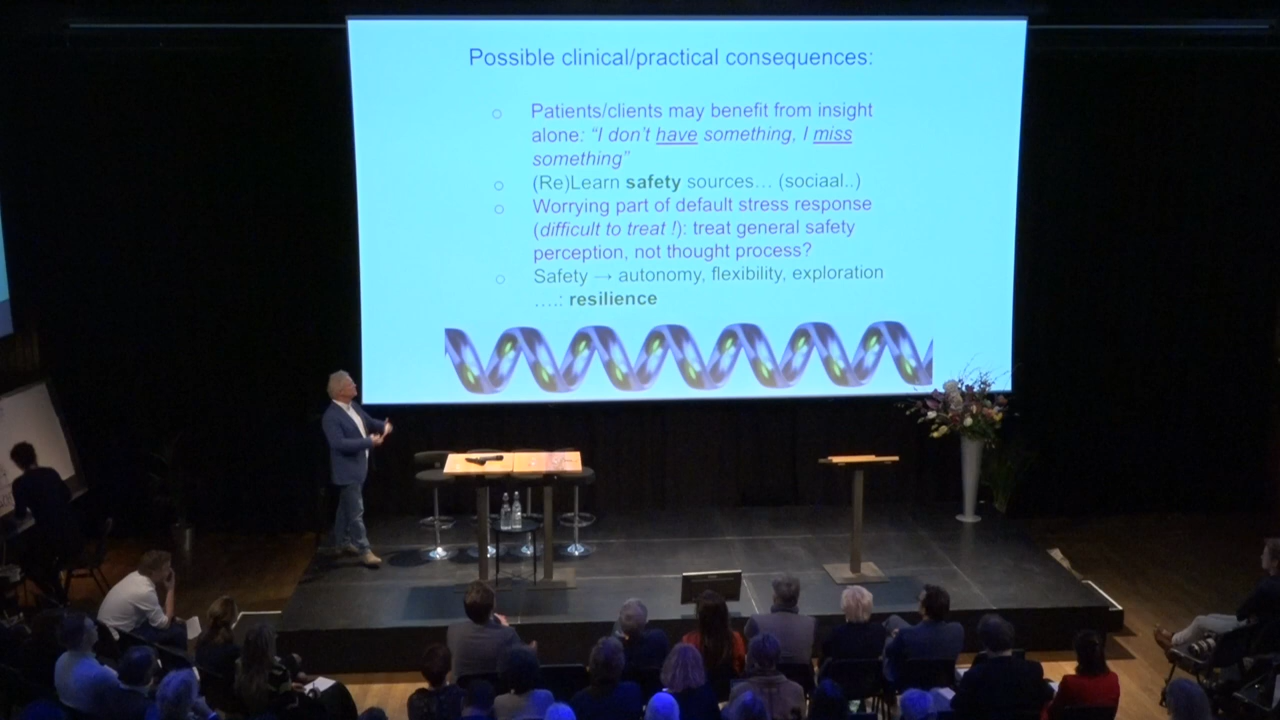 Possible clinical/practical consequences:
Patients/clients may benefit from insight
alone: “I don’t have something, I miss
something”
(Re)Learn safety sources… (sociaal..)
Worrying part of default stress response
(difficult to treat !): treat general safety
perception, not thought process?
Safety → autonomy, flexibility, exploration
….: resilience